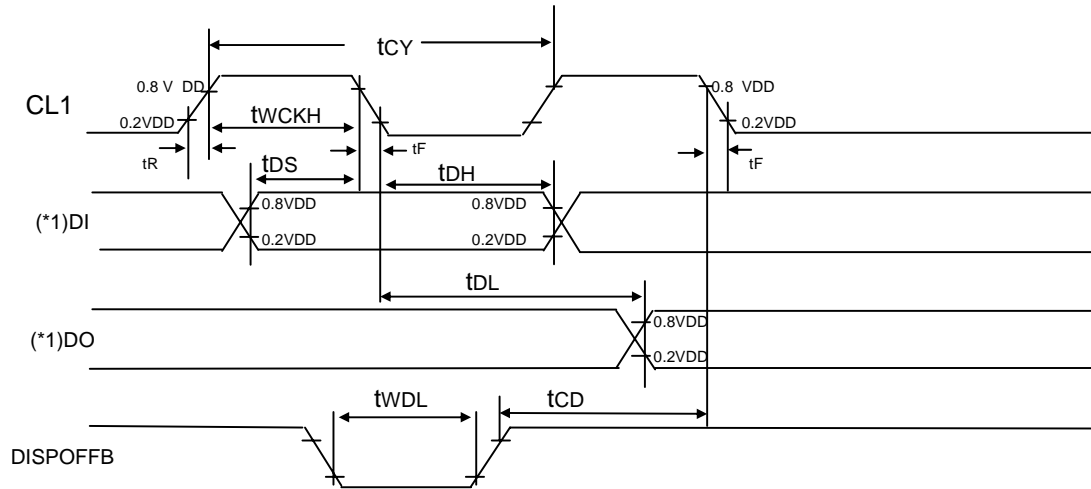 tCY
0.8 V DD
0.8 VDD
CL1
tWCKH
0.2VDD
0.2VDD
tR
tF
tF
tDS
tDH
0.8VDD
0.8VDD
(*1)DI
0.2VDD
0.2VDD
tDL
0.8VDD
(*1)DO
0.2VDD
tWDL
tCD
DISPOFFB